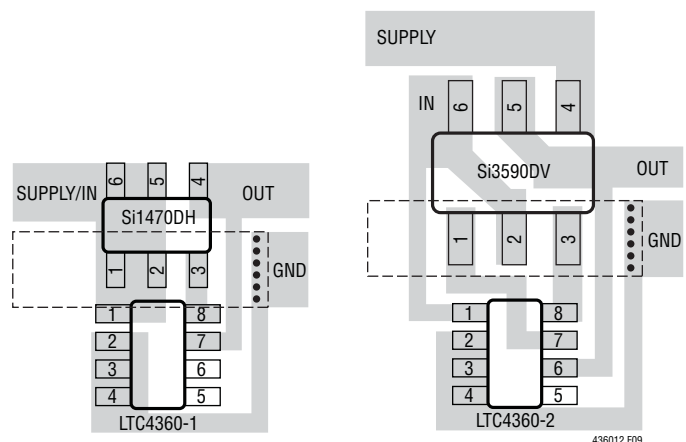 SUPPLY
IN
6 5 4
Si3590DV
OUT
1 2 3
GND
1 8
2 7
3 6
4 5
LTC4360-2
SUPPLY/IN
6 5 4
Si1470DH
OUT
1 2 3
GND
1 8
2 7
3 6
4 5
LTC4360-1
436012 F09